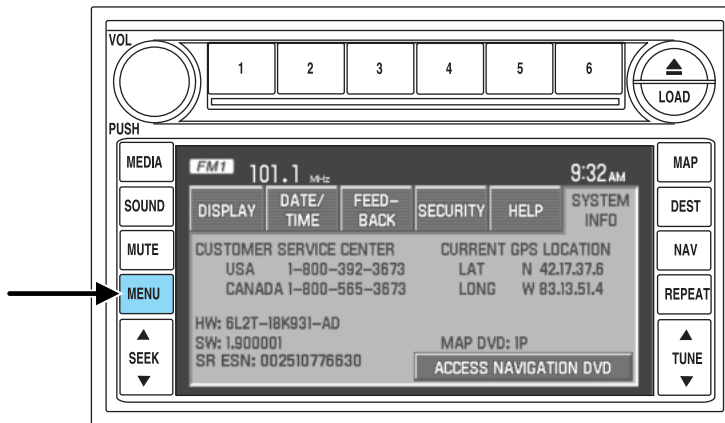 VOL
1 2 3 4 5 6
LOAD
PUSH
MEDIA
SOUND
MUTE
MENU
SEEK
FM1 101.1 MHz 9:32 AM
DISPLAY DATE/ TIME FEED- BACK SECURITY HELP SYSTEM INFO
CUSTOMER SERVICE CENTER
USA 1-800-392-3673
CANADA 1-800-565-3673
CURRENT GPS LOCATION
LAT N 42.17.37.6
LONG W 83.13.51.4
HW: 6L2T-18K931-AD
SW: 1.900001
SR ESN: 002510776630
MAP DVD: 1P
ACCESS NAVIGATION DVD
MAP
DEST
NAV
REPEAT
TUNE